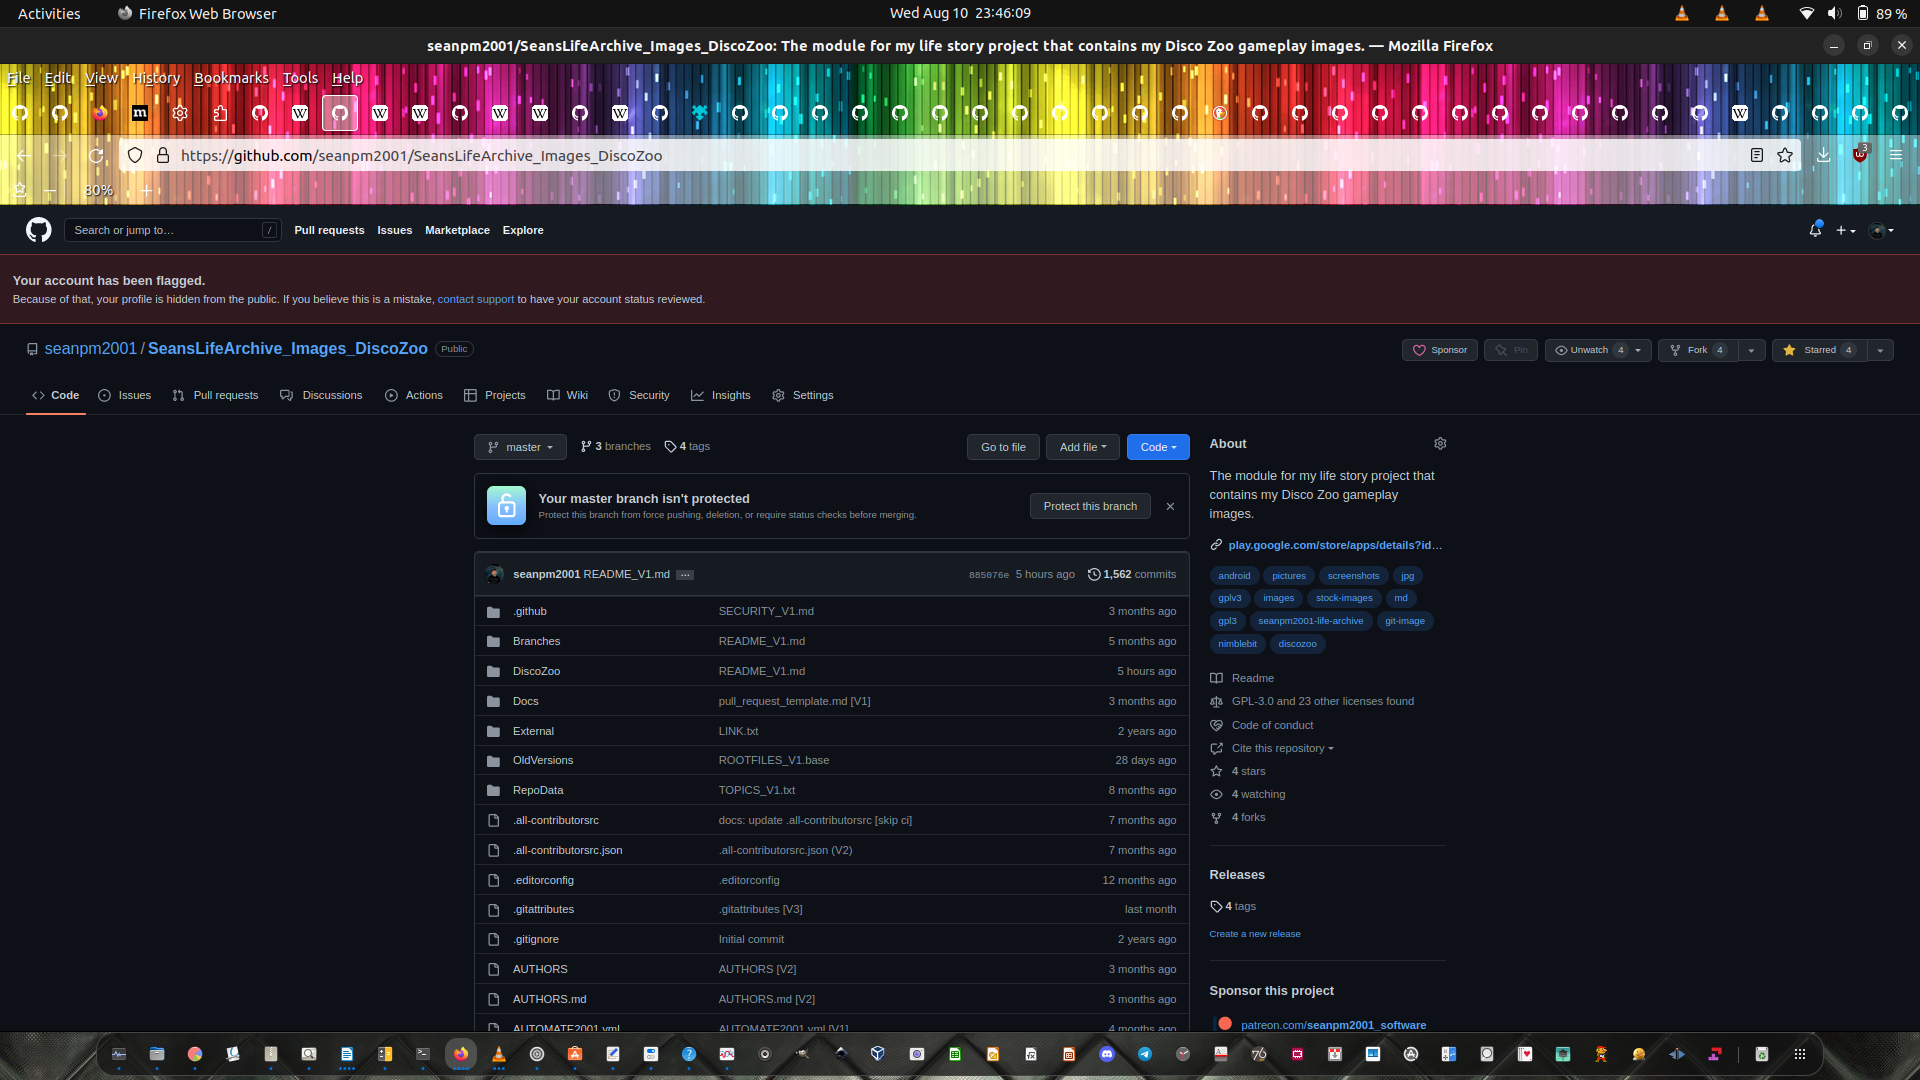 Activities
Firefox Web Browser
Wed Aug 10 23:46:09
89 %
seanpm2001/SeansLifeArchive_Images_DiscoZoo: The module for my life story project that contains my Disco Zoo gameplay images. — Mozilla Firefox
File Edit View History Bookmarks Tools Help
https://github.com/seanpm2001/SeansLifeArchive_Images_DiscoZoo
3
80%
Search or jump to…
/
Pull requests Issues Marketplace Explore
Your account has been flagged.
Because of that, your profile is hidden from the public. If you believe this is a mistake, contact support to have your account status reviewed.
seanpm2001 / SeansLifeArchive_Images_DiscoZoo Public
Sponsor Pin Unwatch 4 Fork 4 Starred 4
Code Issues Pull requests Discussions Actions Projects Wiki Security Insights Settings
master 3 branches 4 tags Go to file Add file Code
Your master branch isn't protected
Protect this branch from force pushing, deletion, or require status checks before merging.
Protect this branch
seanpm2001 README_V1.md … 885076e 5 hours ago 1,562 commits
.github SECURITY_V1.md 3 months ago
Branches README_V1.md 5 months ago
DiscoZoo README_V1.md 5 hours ago
Docs pull_request_template.md [V1] 3 months ago
External LINK.txt 2 years ago
OldVersions ROOTFILES_V1.base 28 days ago
RepoData TOPICS_V1.txt 8 months ago
.all-contributorsrc docs: update .all-contributorsrc [skip ci] 7 months ago
.all-contributorsrc.json .all-contributorsrc.json (V2) 7 months ago
.editorconfig .editorconfig 12 months ago
.gitattributes .gitattributes [V3] last month
.gitignore Initial commit 2 years ago
AUTHORS AUTHORS [V2] 3 months ago
AUTHORS.md AUTHORS.md [V2] 3 months ago
AUTOMATE2001.yml AUTOMATE2001.yml [V1] 4 months ago
About
The module for my life story project that
contains my Disco Zoo gameplay
images.
play.google.com/store/apps/details?id…
android pictures screenshots jpg
gplv3 images stock-images md
gpl3 seanpm2001-life-archive git-image
nimblebit discozoo
Readme
GPL-3.0 and 23 other licenses found
Code of conduct
Cite this repository
4 stars
4 watching
4 forks
Releases
4 tags
Create a new release
Sponsor this project
patreon.com/seanpm2001_software